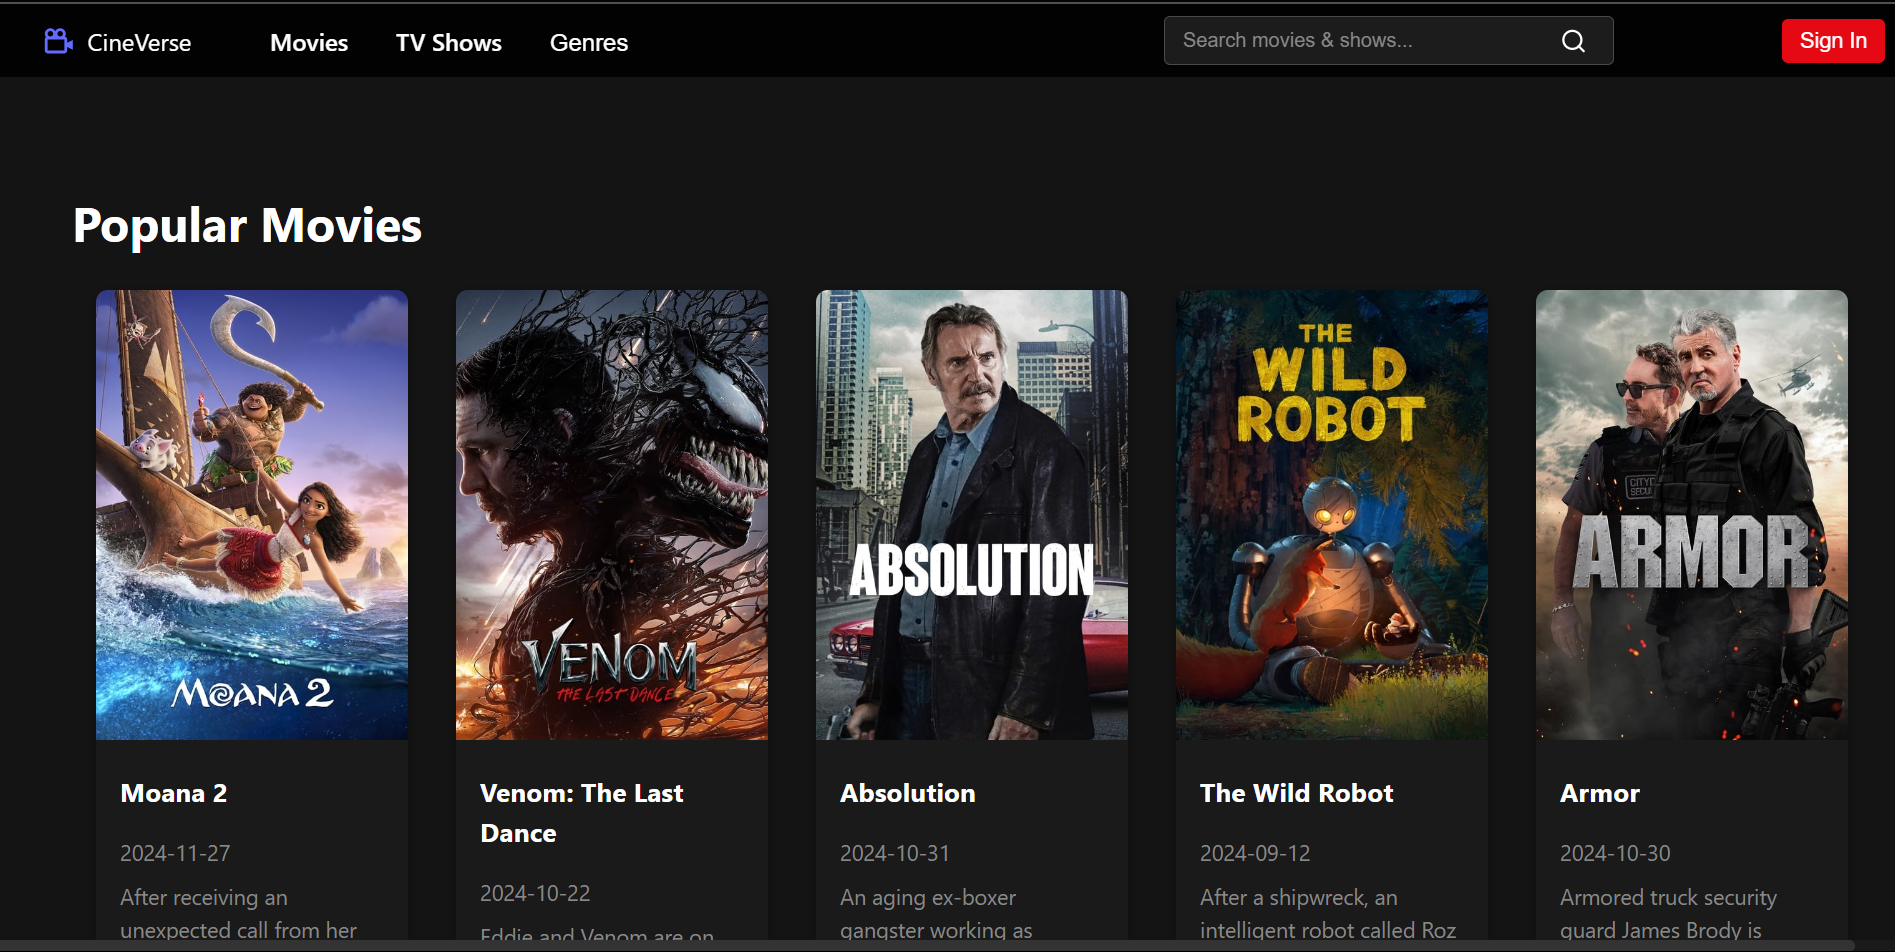 CineVerse
Movies
TV Shows
Genres
Search movies & shows...
Sign In
Popular Movies
MOANA 2
VENOM
THE LAST DANCE
ABSOLUTION
THE
WILD
ROBOT
ARMOR
Moana 2
2024-11-27
After receiving an
unexpected call from her
Venom: The Last
Dance
2024-10-22
Eddie and Venom are on
Absolution
2024-10-31
An aging ex-boxer
gangster working as
The Wild Robot
2024-09-12
After a shipwreck, an
intelligent robot called Roz
Armor
2024-10-30
Armored truck security
guard James Brody is